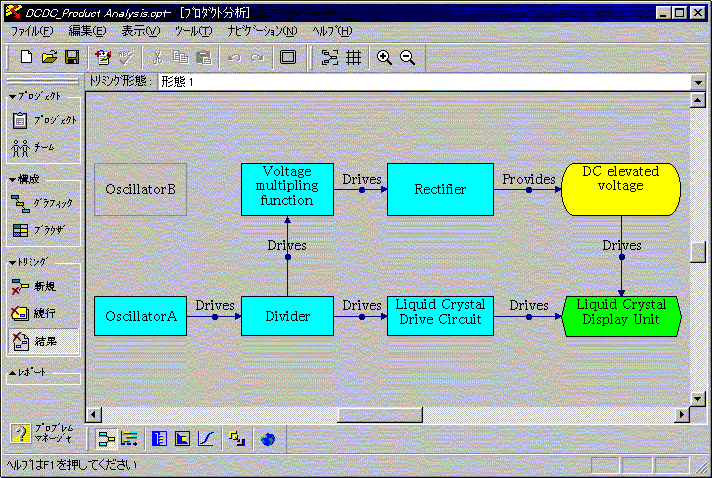 DCDC_Product Analysis.opt- [プロダクト分析]
ファイル(F) 編集(E) 表示(V) ツール(T) ナビゲーション(N) ヘルプ(H)
トリミング形態: 形態1
プロジェクト
プロジェクト
チーム
構成
グラフィック
ブラウザ
トリミング
新規
続行
結果
レポート
プロブレム
マネージャ
OscillatorB
Voltage
multipling
function
Drives
Rectifier
Provides
DC elevated
voltage
Drives
Drives
OscillatorA
Drives
Divider
Drives
Liquid Crystal
Drive Circuit
Drives
Liquid Crystal
Display Unit
ヘルプはF1を押してください